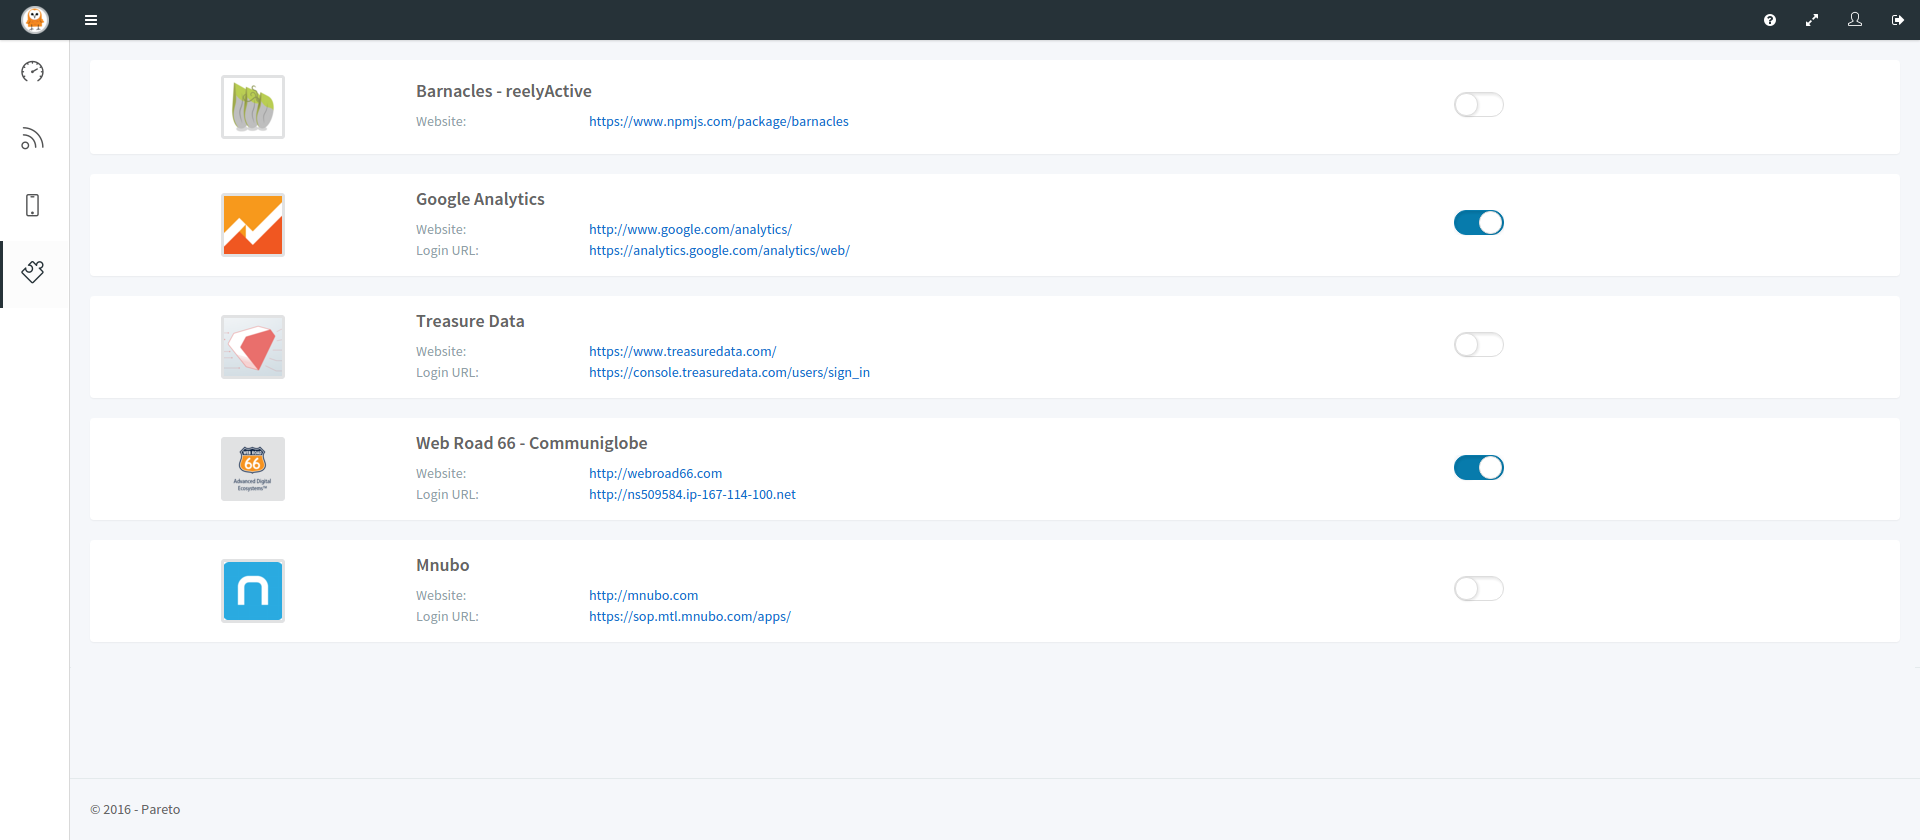 Barnacles - reelyActive
Website: https://www.npmjs.com/package/barnacles
Google Analytics
Website: http://www.google.com/analytics/
Login URL: https://analytics.google.com/analytics/web/
Treasure Data
Website: https://www.treasuredata.com/
Login URL: https://console.treasuredata.com/users/sign_in
WEB ROAD
66
Advanced Digital
Ecosystems™
Web Road 66 - Communiglobe
Website: http://webroad66.com
Login URL: http://ns509584.ip-167-114-100.net
n
Mnubo
Website: http://mnubo.com
Login URL: https://sop.mtl.mnubo.com/apps/
© 2016 - Pareto